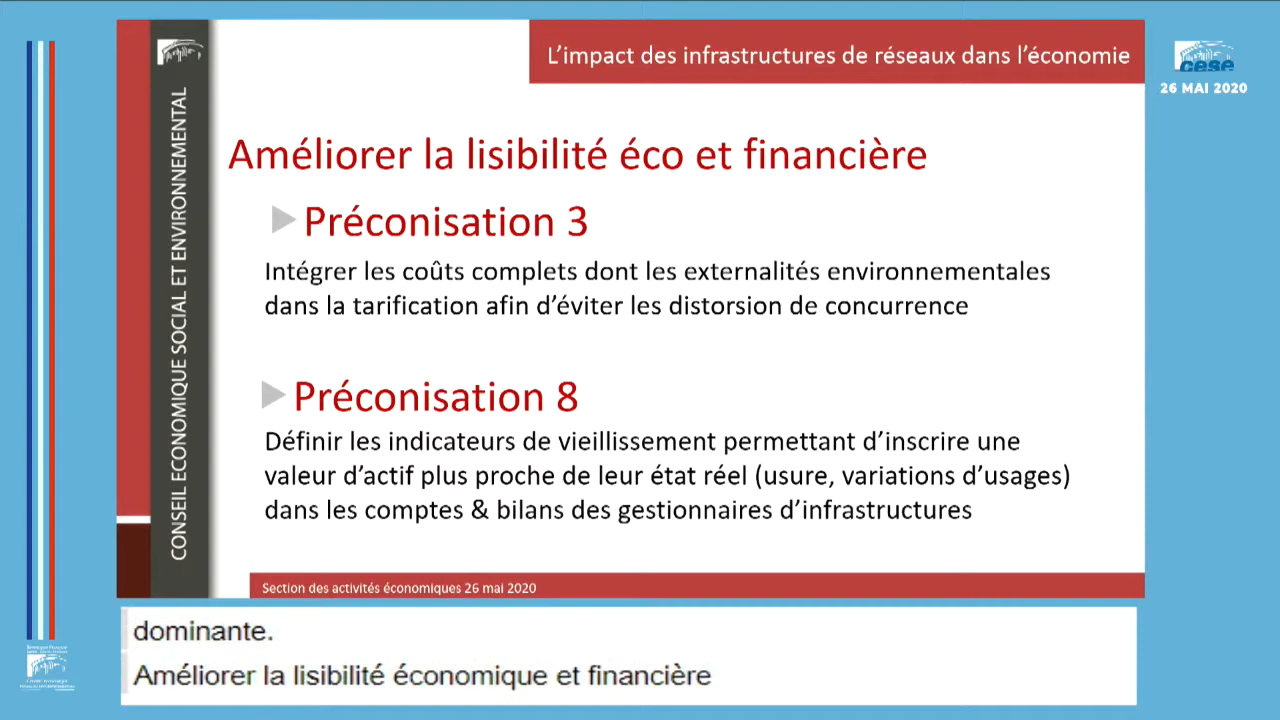 L'impact des infrastructures de réseaux dans l'économie
cese
26 MAI 2020
CONSEIL ECONOMIQUE SOCIAL ET ENVIRONNEMENTAL
Améliorer la lisibilité éco et financière
Préconisation 3
Intégrer les coûts complets dont les externalités environnementales
dans la tarification afin d'éviter les distorsion de concurrence
Préconisation 8
Définir les indicateurs de vieillissement permettant d'inscrire une
valeur d'actif plus proche de leur état réel (usure, variations d'usages)
dans les comptes & bilans des gestionnaires d'infrastructures
Section des activités économiques 26 mai 2020
dominante.
Améliorer la lisibilité économique et financière